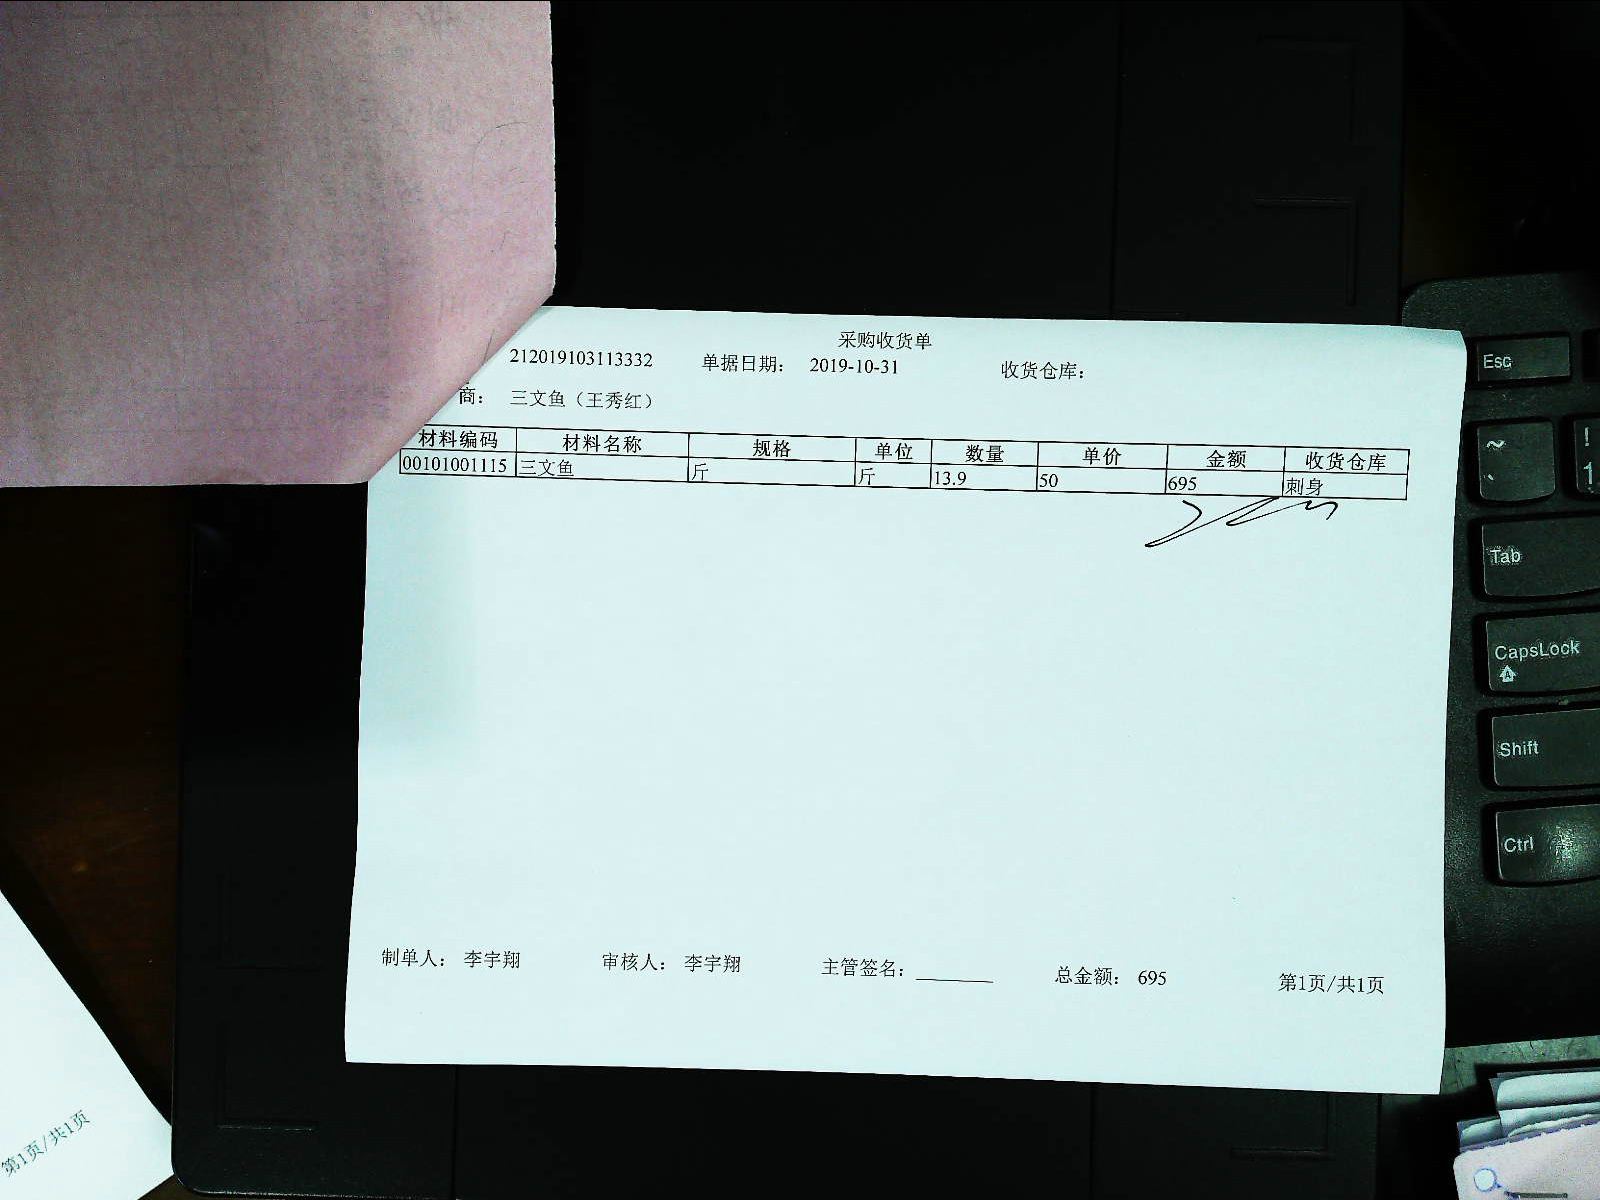 采购收货单
212019103113332 单据日期： 2019-10-31 收货仓库：
商： 三文鱼（王秀红）
材料编码 材料名称 规格 单位 数量 单价 金额 收货仓库
00101001115 三文鱼 斤 斤 13.9 50 695 刺身
制单人： 李宇翔 审核人： 李宇翔 主管签名： 总金额： 695 第1页/共1页
第1页/共1页
Esc
~
`
!
1
Tab
CapsLock
A
Shift
Ctrl